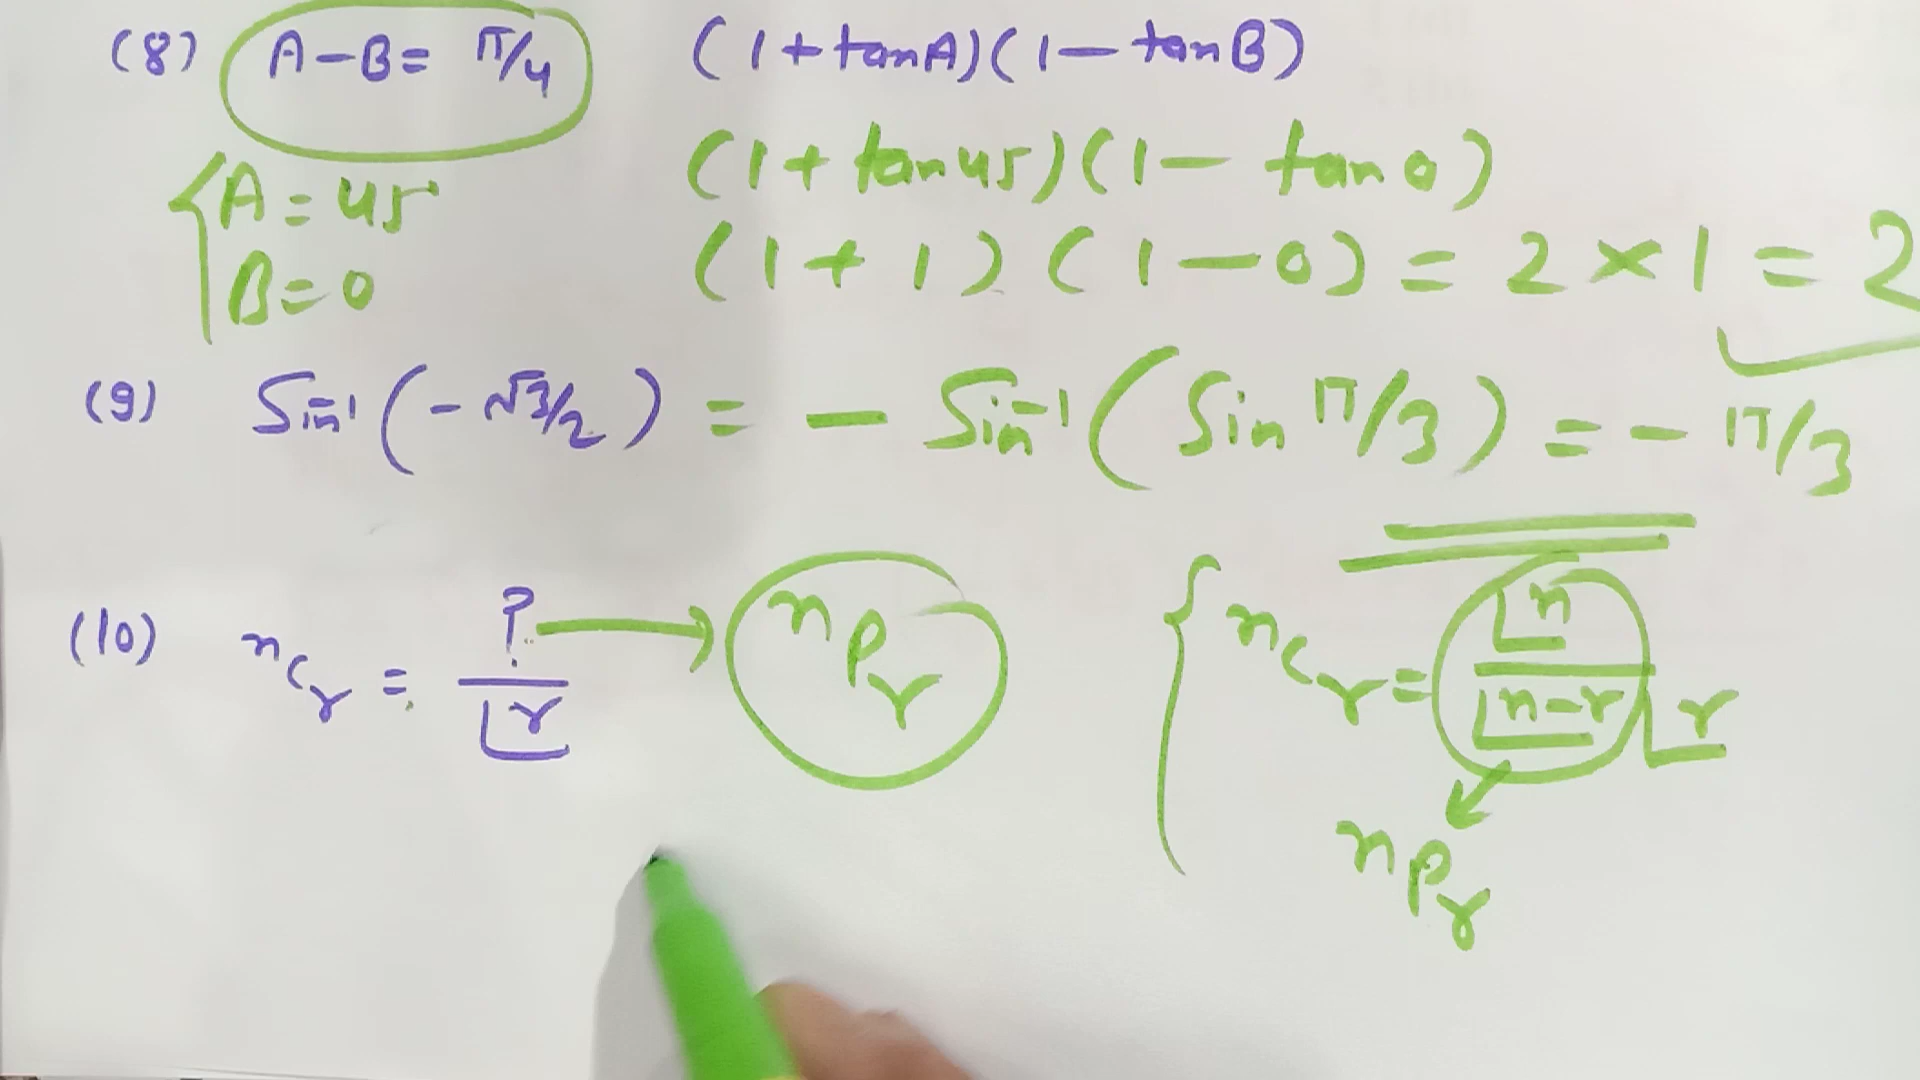 (8) A-B= π/4 (1+tanA)(1-tanB)
A=45 (1+tan45)(1-tan0)
B=0 (1+1)(1-0)=2×1=2
(9) Sin⁻¹(-√3/2) = -Sin⁻¹(Sin π/3) = -π/3
(10) nCr = ?/⌊r → nPr nCr = ⌊n/⌊n-r ⌊r
nPr